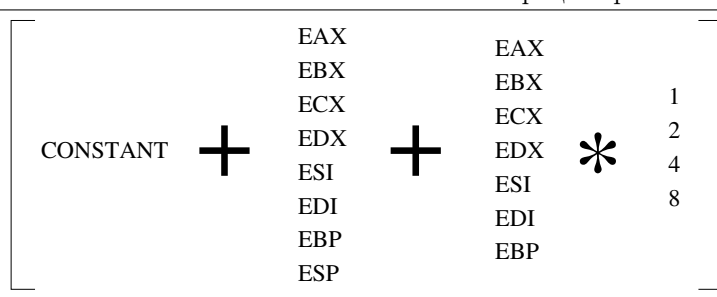 CONSTANT + EAX EBX ECX EDX ESI EDI EBP ESP + EAX EBX ECX EDX ESI EDI EBP * 1 2 4 8